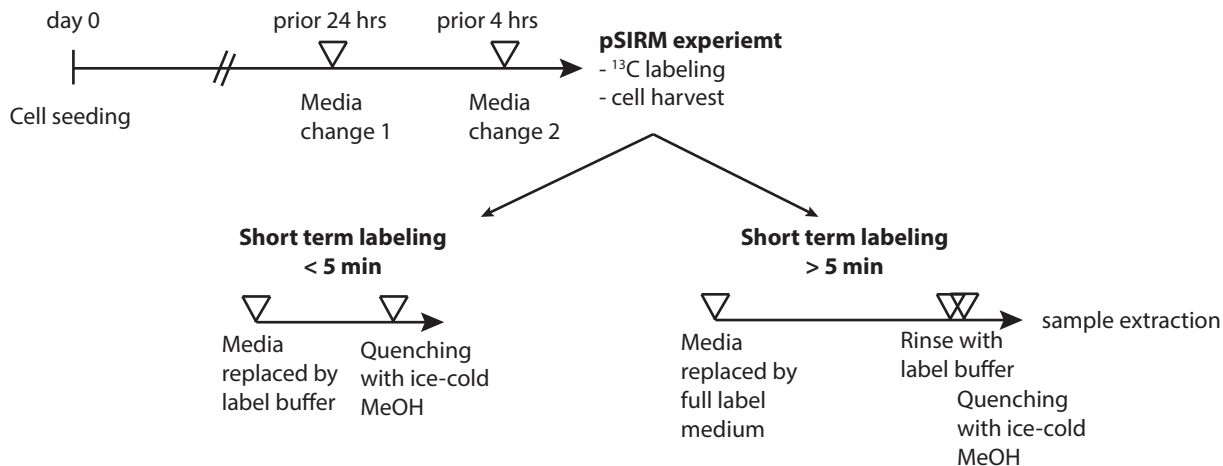 day 0
prior 24 hrs
prior 4 hrs
Cell seeding
Media
change 1
Media
change 2
pSIRM experiemt
- ¹³C labeling
- cell harvest
Short term labeling
< 5 min
Media
replaced by
label buffer
Quenching
with ice-cold
MeOH
Short term labeling
> 5 min
Media
replaced by
full label
medium
Rinse with
label buffer
Quenching
with ice-cold
MeOH
sample extraction